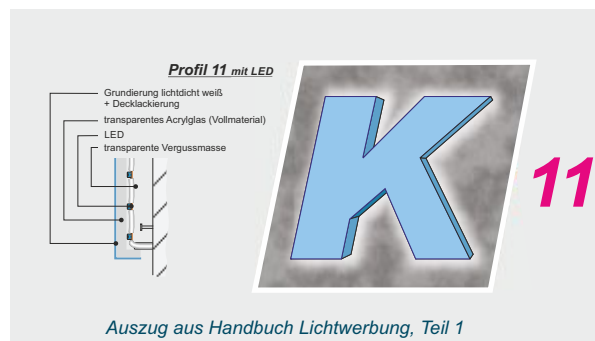 Profil 11 mit LED
Grundierung lichtdicht weiß
+ Decklackierung
transparentes Acrylglas (Vollmaterial)
LED
transparente Vergussmasse
K
11
Auszug aus Handbuch Lichtwerbung, Teil 1